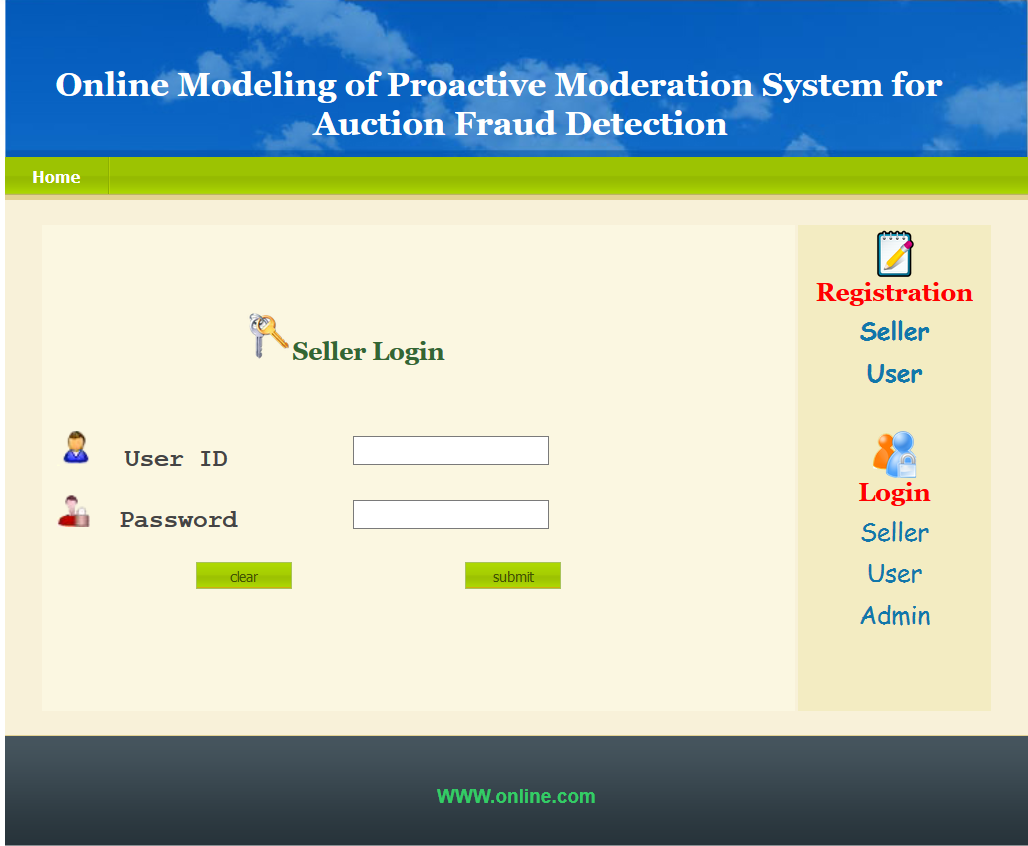 Online Modeling of Proactive Moderation System for
Auction Fraud Detection
Home
Seller Login
User ID
Password
clear
submit
Registration
Seller
User
Login
Seller
User
Admin
WWW.online.com